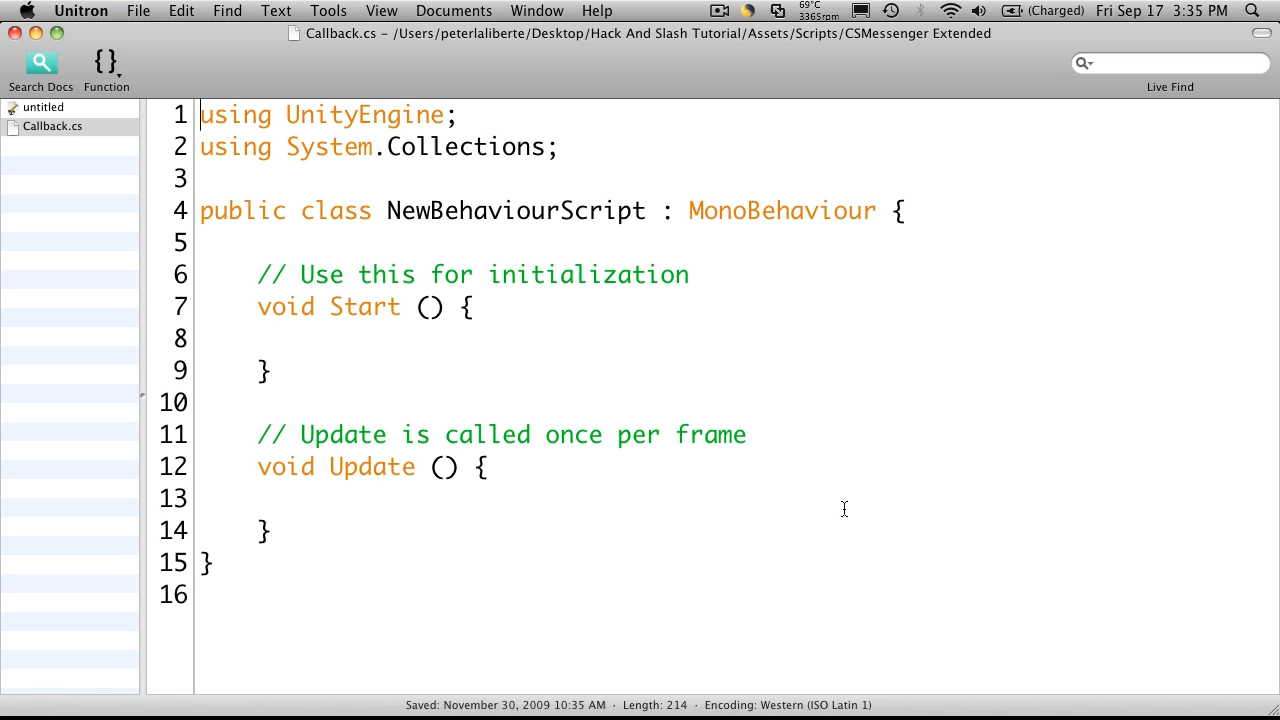 Unitron File Edit Find Text Tools View Documents Window Help 69°C 3365rpm (Charged) Fri Sep 17 3:35 PM
Callback.cs – /Users/peterlaliberte/Desktop/Hack And Slash Tutorial/Assets/Scripts/CSMessenger Extended
{}
Search Docs Function Live Find
untitled
Callback.cs
1 using UnityEngine;
2 using System.Collections;
3
4 public class NewBehaviourScript : MonoBehaviour {
5
6 // Use this for initialization
7 void Start () {
8
9 }
10
11 // Update is called once per frame
12 void Update () {
13
14 }
15 }
16
Saved: November 30, 2009 10:35 AM · Length: 214 · Encoding: Western (ISO Latin 1)